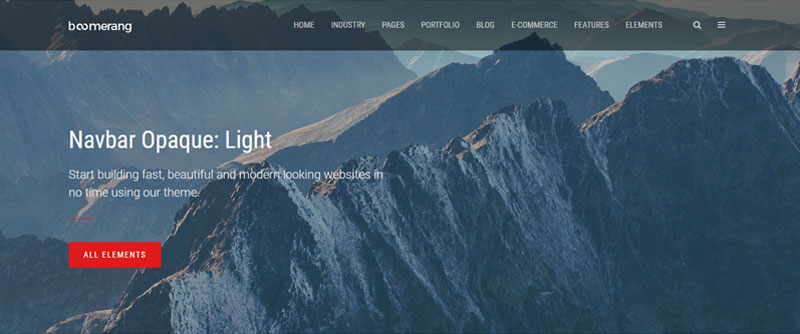 boomerang
HOME INDUSTRY PAGES PORTFOLIO BLOG E-COMMERCE FEATURES ELEMENTS
Navbar Opaque: Light
Start building fast, beautiful and modern looking websites in
no time using our theme.
ALL ELEMENTS